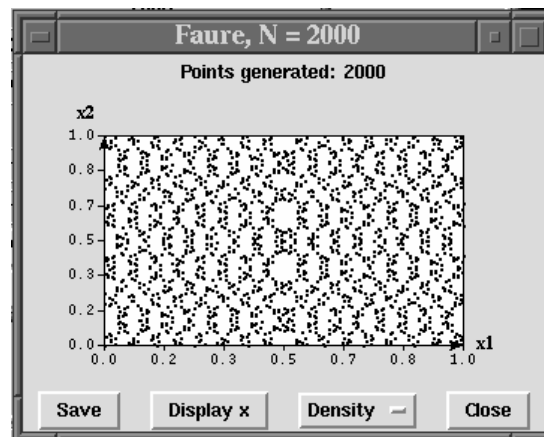 Faure, N = 2000
Points generated: 2000
x2
1.0
0.8
0.7
0.5
0.3
0.2
0.0
0.0 0.2 0.3 0.5 0.7 0.8 1.0
x1
Save Display x Density Close